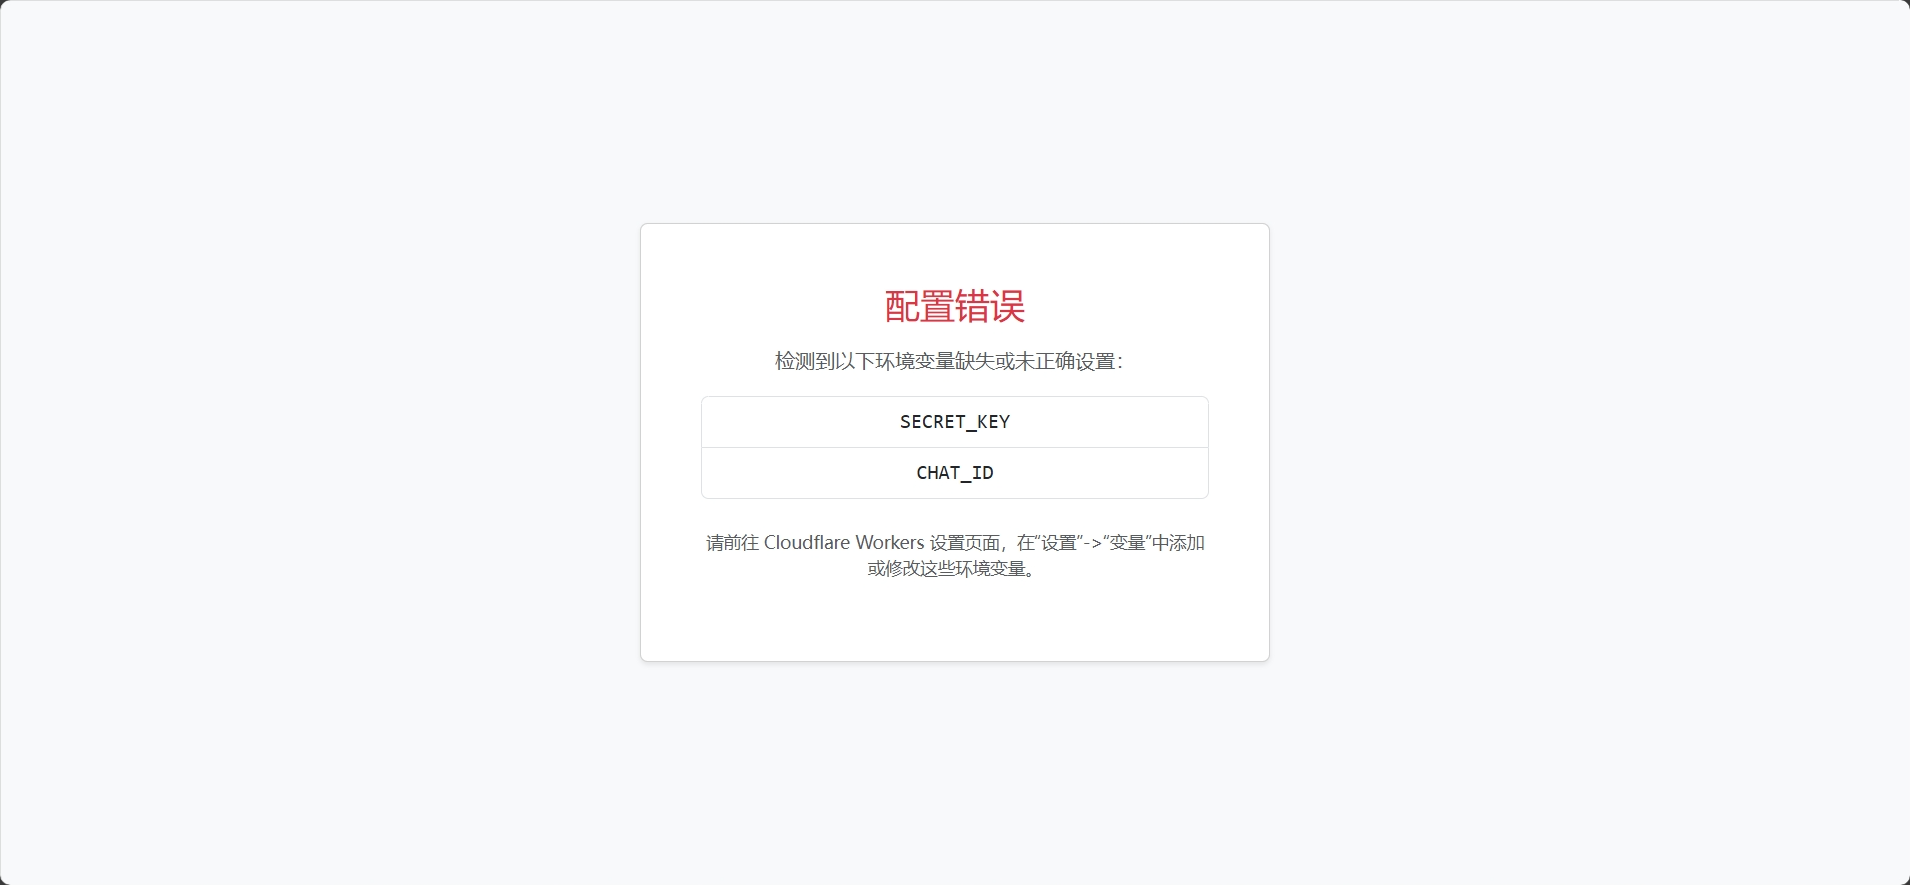 配置错误
检测到以下环境变量缺失或未正确设置：
SECRET_KEY
CHAT_ID
请前往 Cloudflare Workers 设置页面，在“设置”->“变量”中添加
或修改这些环境变量。